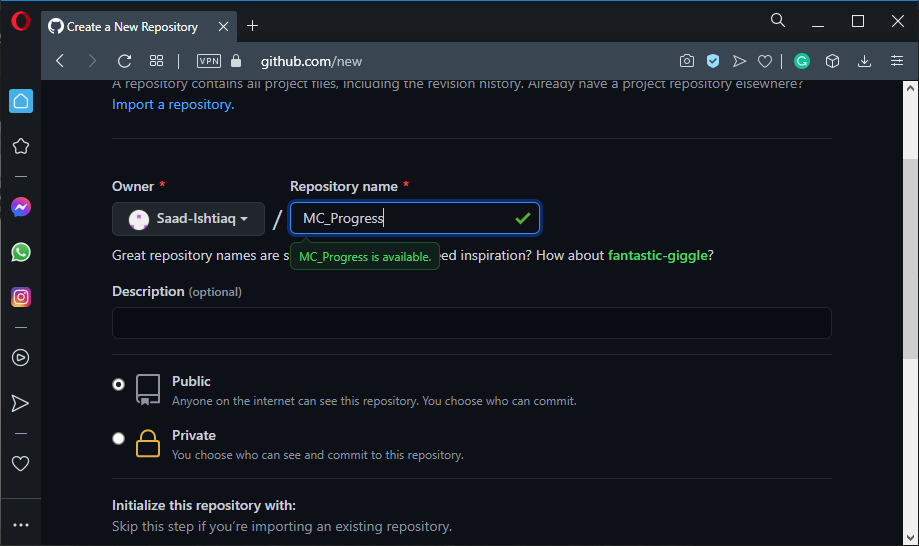 Create a New Repository
VPN
github.com/new
A repository contains all project files, including the revision history. Already have a project repository elsewhere?
Import a repository.
Owner *
Repository name *
Saad-Ishtiaq
/
MC_Progress
MC_Progress is available.
Great repository names are s
ed inspiration? How about fantastic-giggle?
Description (optional)
Public
Anyone on the internet can see this repository. You choose who can commit.
Private
You choose who can see and commit to this repository.
Initialize this repository with:
Skip this step if you're importing an existing repository.